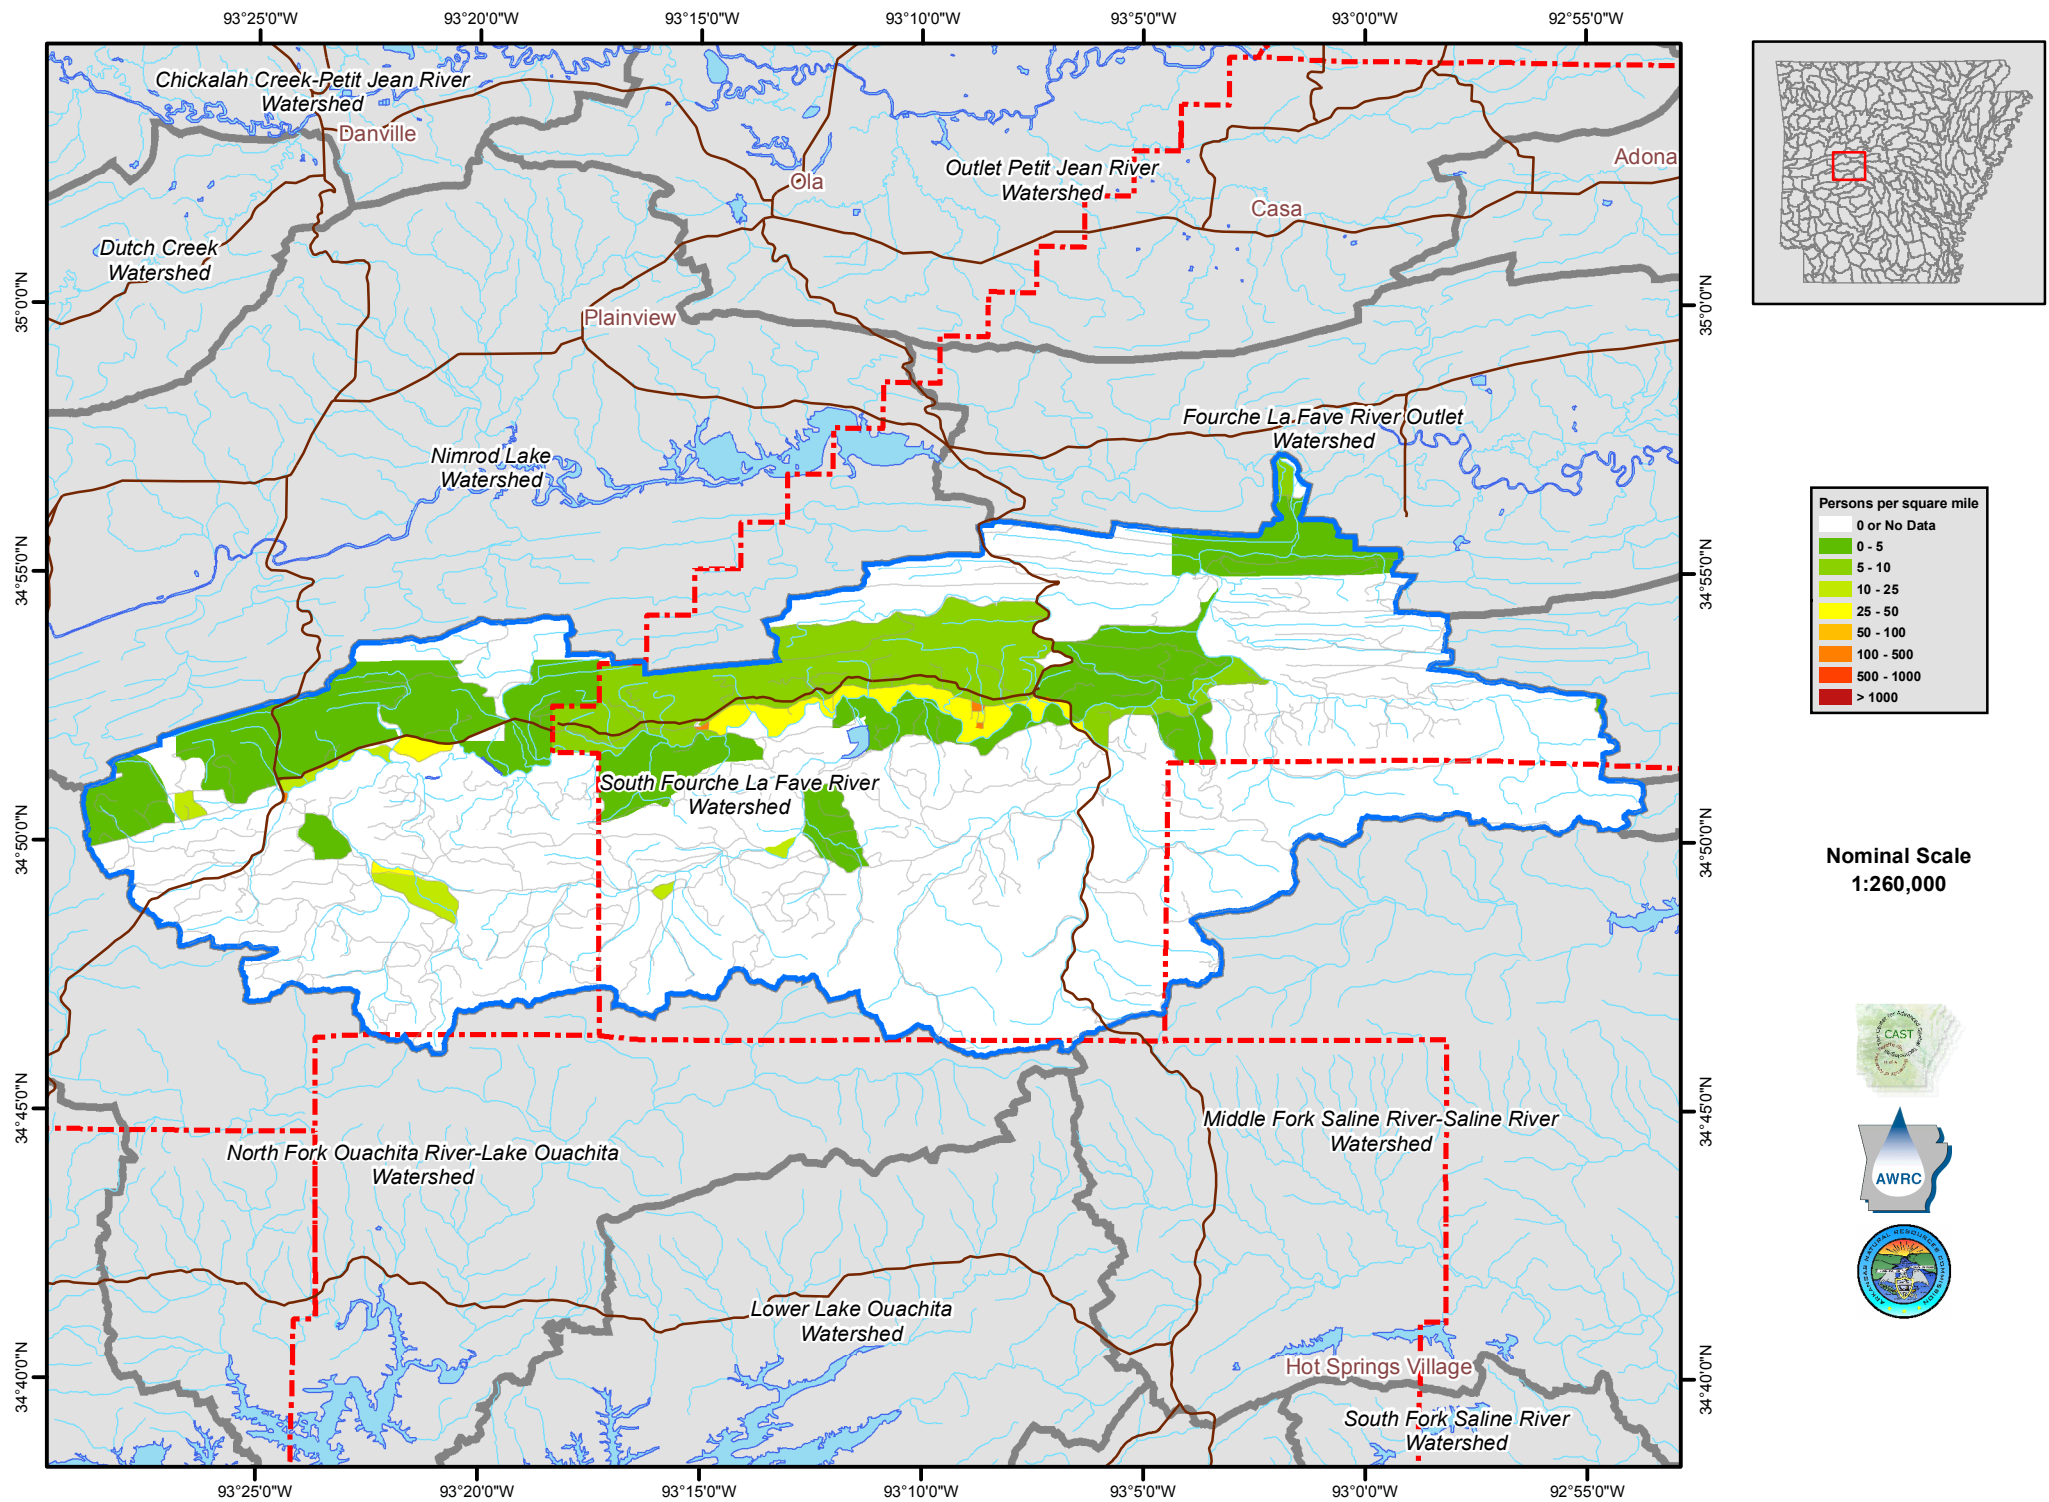 93°25'0"W
93°20'0"W
93°15'0"W
93°10'0"W
93°5'0"W
93°0'0"W
92°55'0"W
Chickalah Creek-Petit Jean River
Watershed
Danville
Ola
Outlet Petit Jean River
Watershed
Adona
Casa
Dutch Creek
Watershed
35°0'0"N
35°0'0"N
Plainview
Fourche La Fave River Outlet
Watershed
Nimrod Lake
Watershed
Persons per square mile
0 or No Data
0 - 5
5 - 10
10 - 25
25 - 50
50 - 100
100 - 500
500 - 1000
> 1000
34°55'0"N
34°55'0"N
South Fourche La Fave River
Watershed
34°50'0"N
34°50'0"N
Nominal Scale
1:260,000
CAST
34°45'0"N
34°45'0"N
Middle Fork Saline River-Saline River
Watershed
North Fork Ouachita River-Lake Ouachita
Watershed
AWRC
ARKANSAS NATURAL RESOURCES COMMISSION
Lower Lake Ouachita
Watershed
34°40'0"N
34°40'0"N
Hot Springs Village
South Fork Saline River
Watershed
93°25'0"W
93°20'0"W
93°15'0"W
93°10'0"W
93°5'0"W
93°0'0"W
92°55'0"W